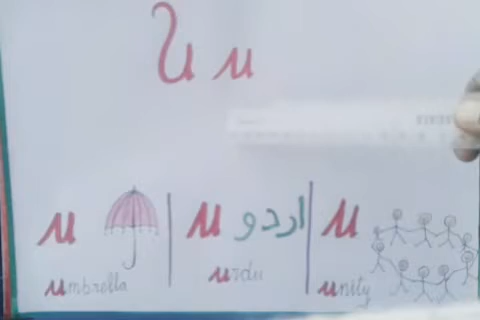 U u
u
umbrella
u اردو
urdu
u
unity